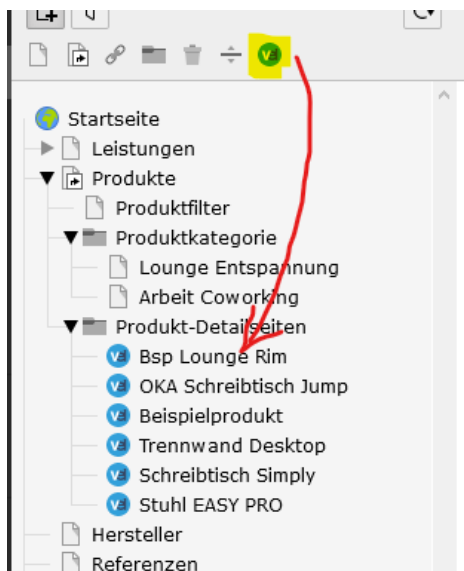 Startseite
Leistungen
Produkte
Produktfilter
Produktkategorie
Lounge Entspannung
Arbeit Coworking
Produkt-Detailseiten
Bsp Lounge Rim
OKA Schreibtisch Jump
Beispielprodukt
Trennwand Desktop
Schreibtisch Simply
Stuhl EASY PRO
Hersteller
Referenzen